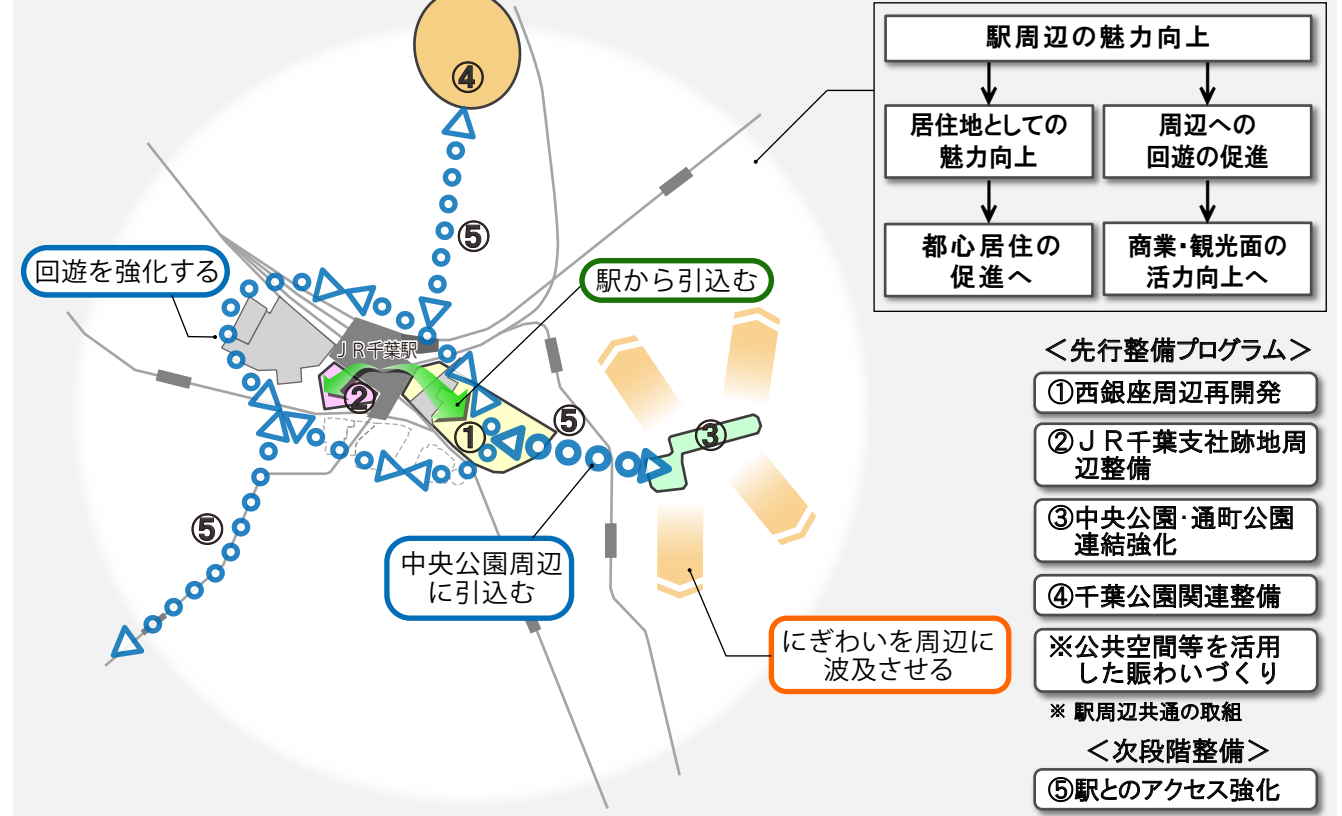 駅周辺の魅力向上
居住地としての
魅力向上
周辺への
回遊の促進
都心居住の
促進へ
商業・観光面の
活力向上へ
④
⑤
回遊を強化する
駅から引込む
ＪＲ千葉駅
②
①
⑤
③
⑤
中央公園周辺
に引込む
にぎわいを周辺に
波及させる
＜先行整備プログラム＞
①西銀座周辺再開発
②ＪＲ千葉支社跡地周
辺整備
③中央公園・通町公園
連結強化
④千葉公園関連整備
※公共空間等を活用
した賑わいづくり
※ 駅周辺共通の取組
＜次段階整備＞
⑤駅とのアクセス強化